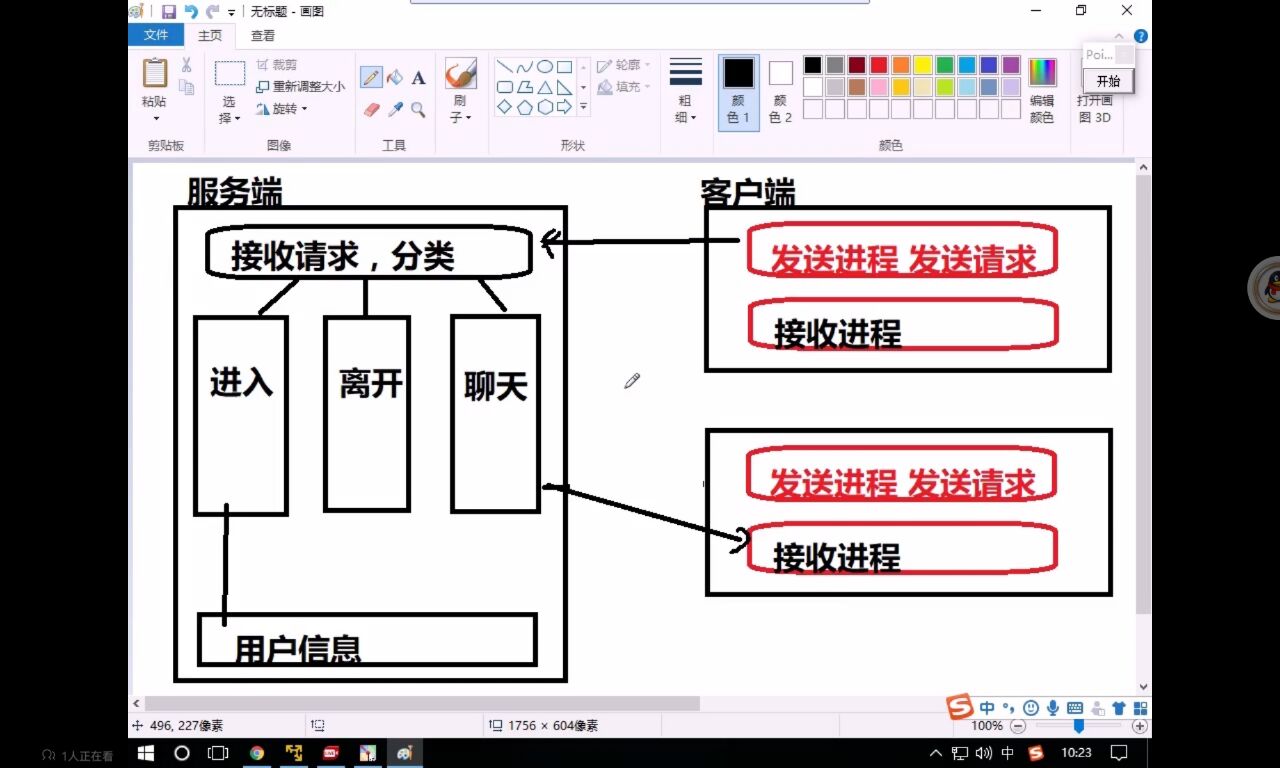 无标题 - 画图
文件 主页 查看
Poi...
开始
粘贴
选择
裁剪
重新调整大小
旋转
A
刷子
轮廓
填充
粗细
颜色 1
颜色 2
编辑颜色
打开画图 3D
剪贴板 图像 工具 形状 颜色
服务端
接收请求，分类
进入 离开 聊天
用户信息
客户端
发送进程 发送请求
接收进程
发送进程 发送请求
接收进程
中
496, 227像素
1756 × 604像素
100%
1人正在看
中
10:23